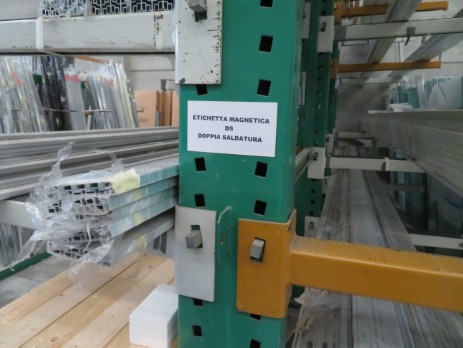 ETICHETTA MAGNETICA
DS
DOPPIA SALDATURA